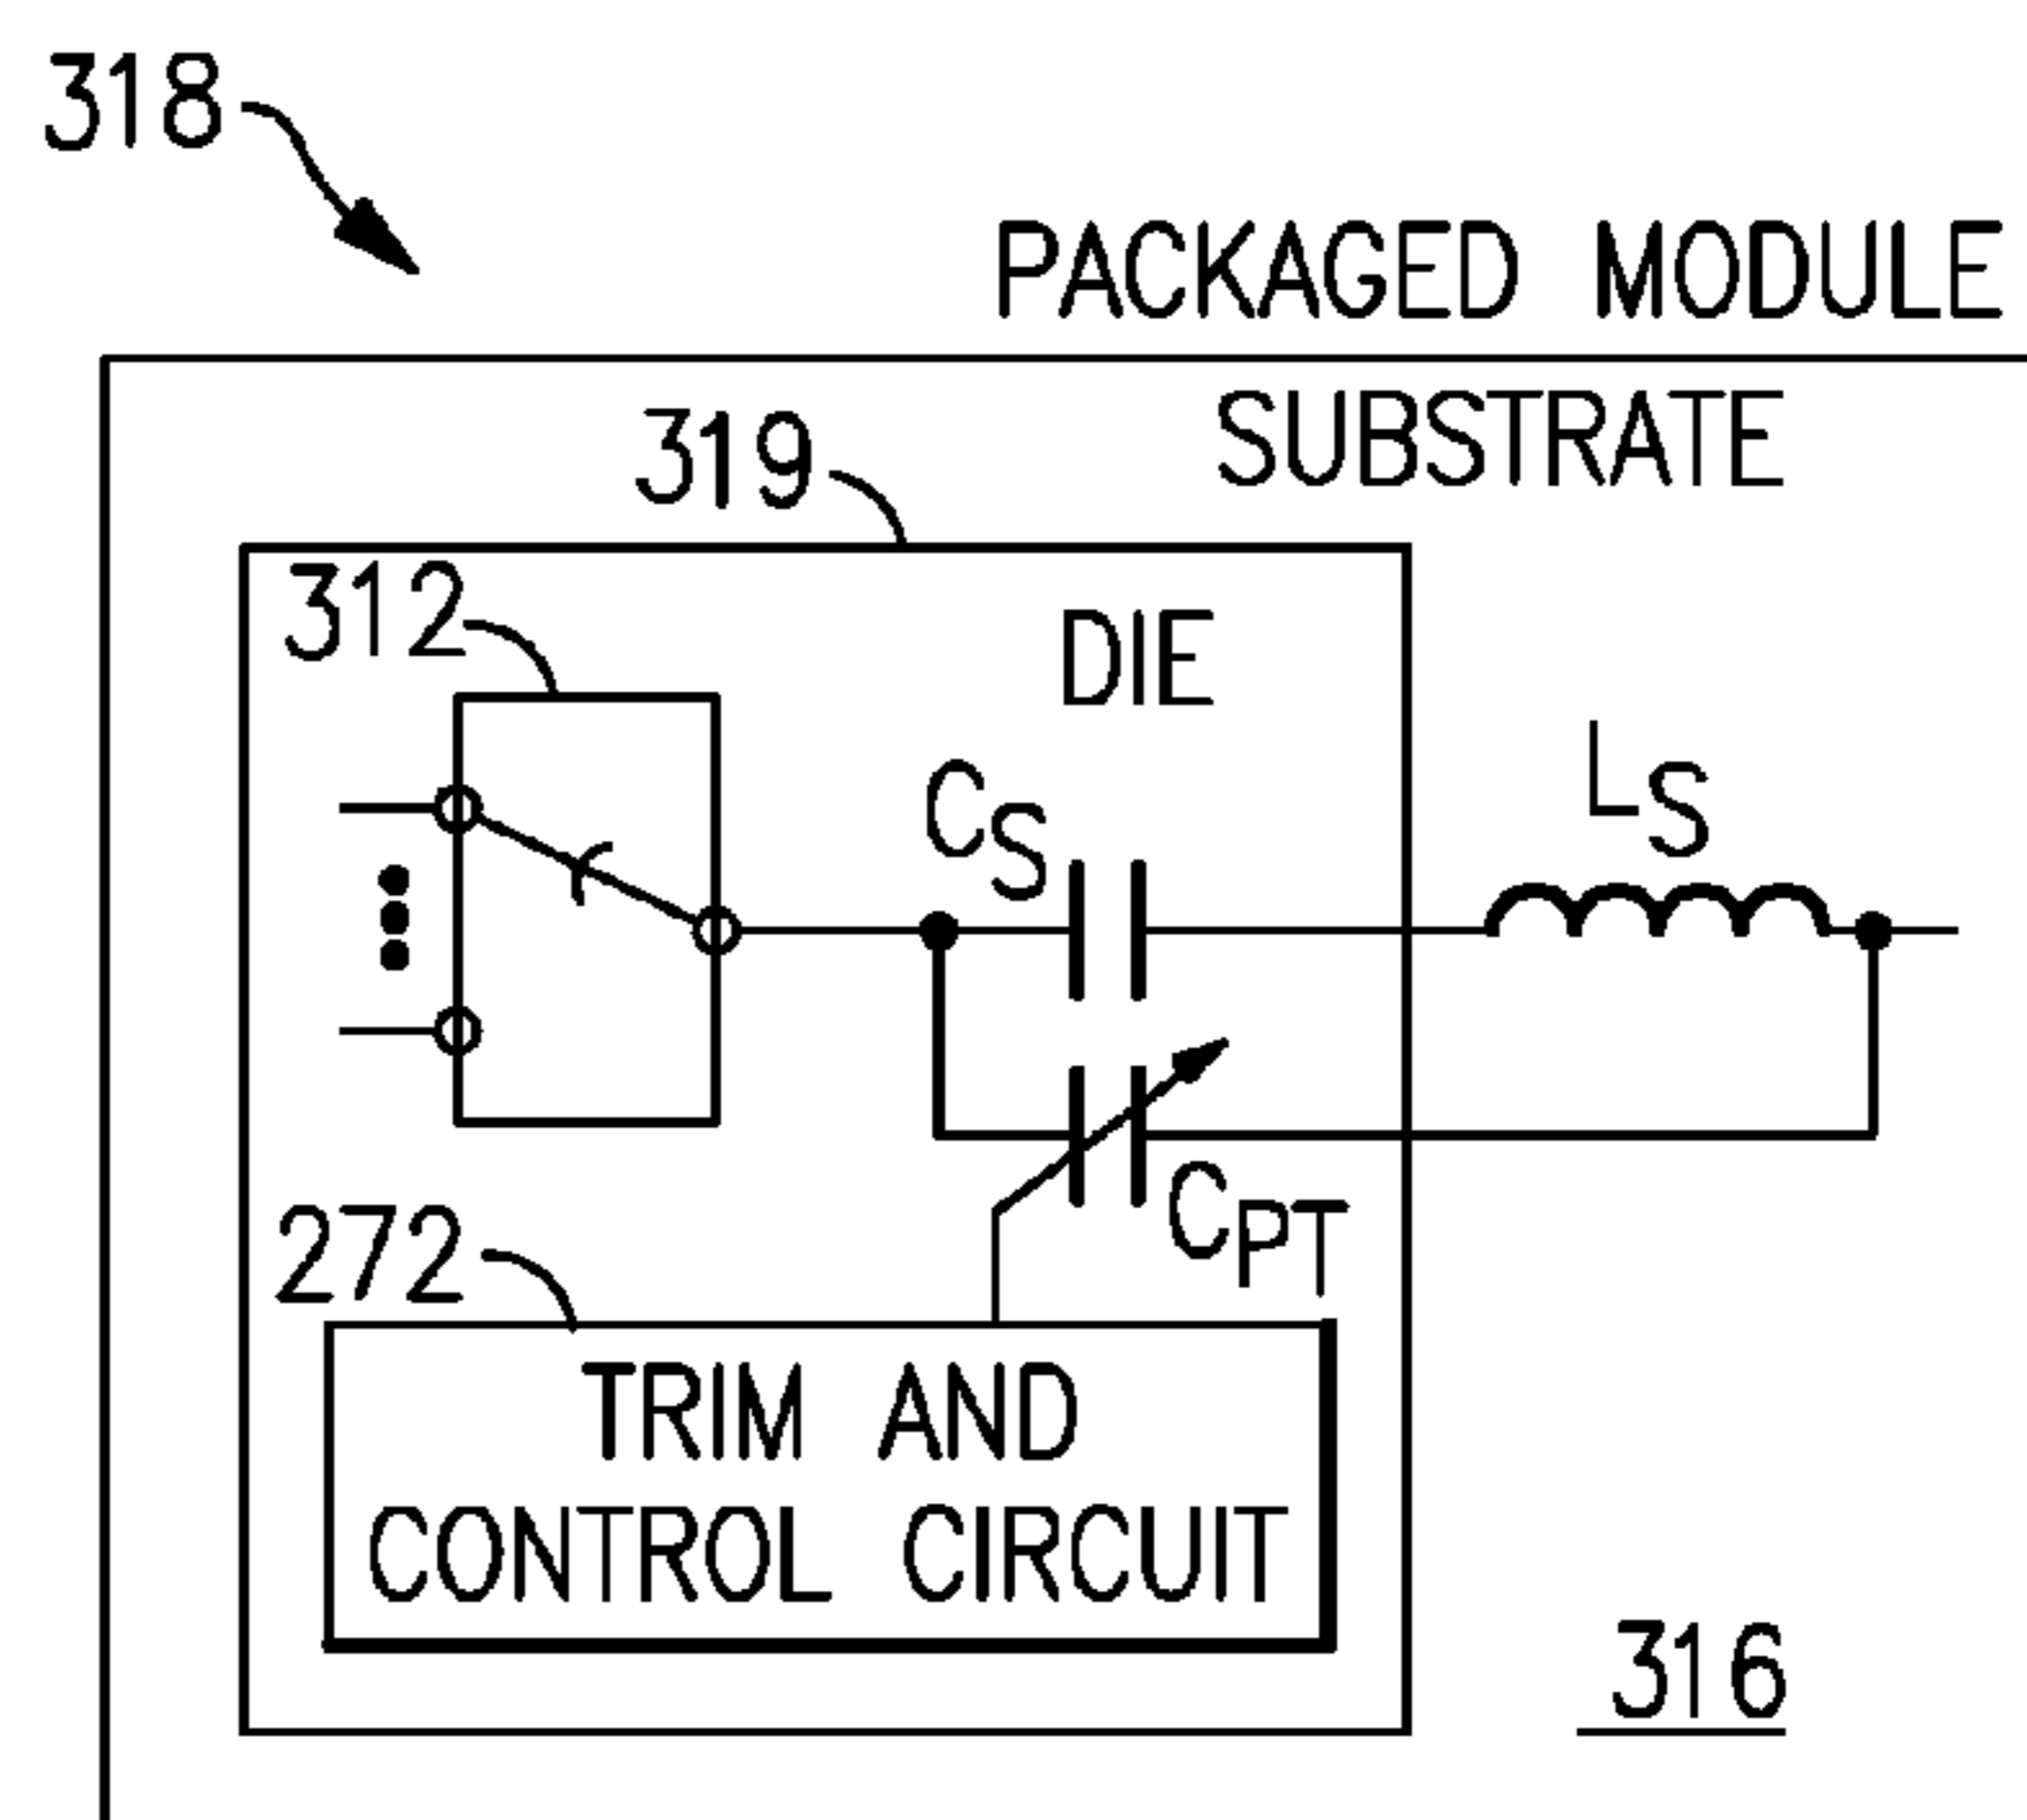 318
PACKAGED MODULE
SUBSTRATE
319
312
DIE
CS
LS
CPT
272
TRIM AND
CONTROL CIRCUIT
316